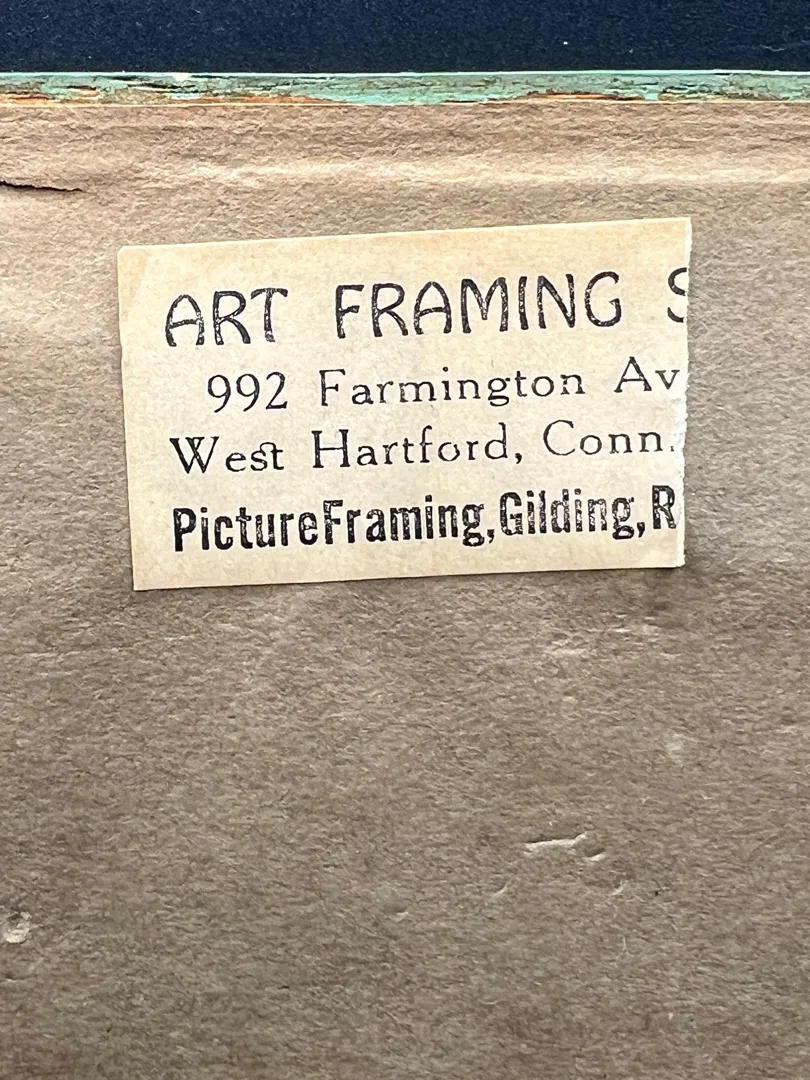 ART FRAMING S
992 Farmington Av
West Hartford, Conn.
PictureFraming,Gilding,R